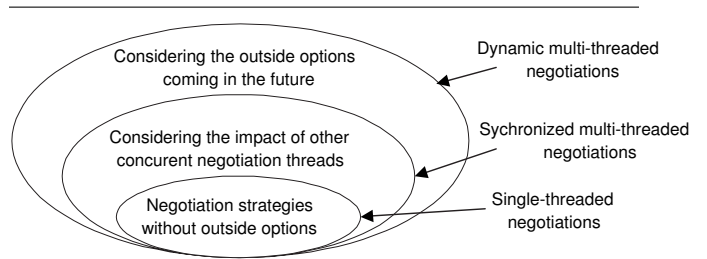 Considering the outside options
coming in the future
Dynamic multi-threaded
negotiations
Considering the impact of other
concurent negotiation threads
Sychronized multi-threaded
negotiations
Negotiation strategies
without outside options
Single-threaded
negotiations